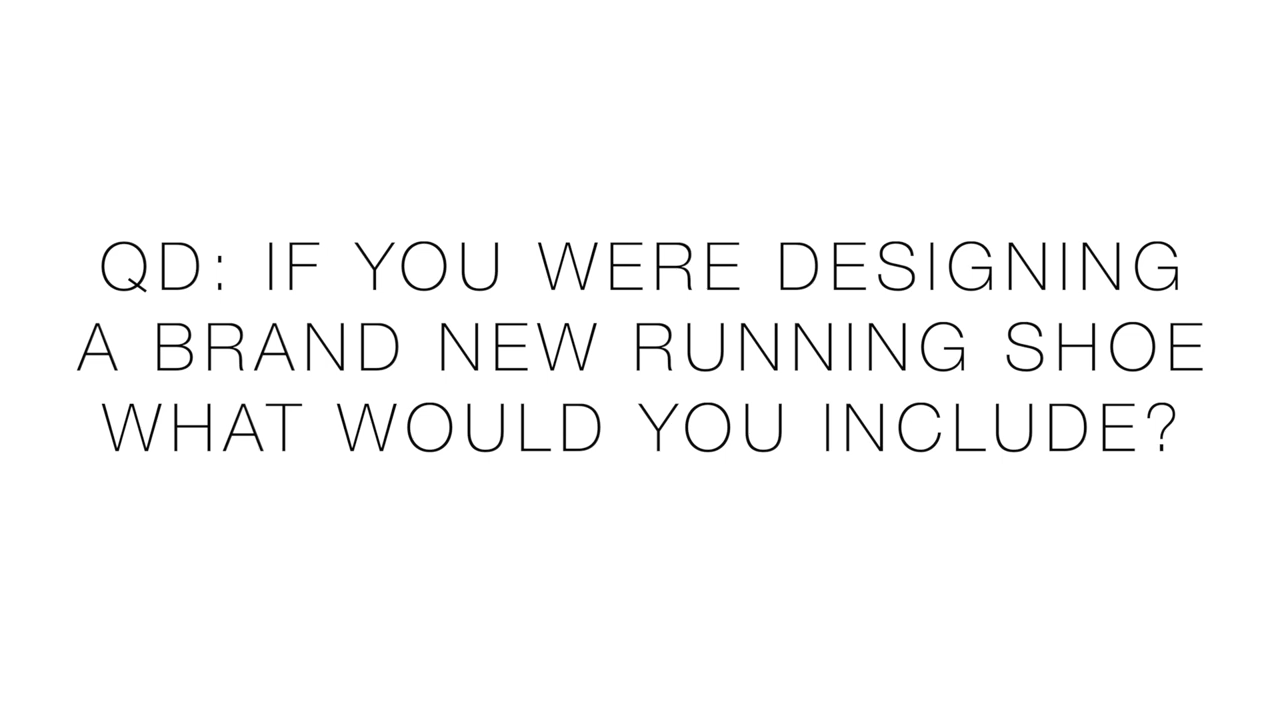 QD: IF YOU WERE DESIGNING
A BRAND NEW RUNNING SHOE
WHAT WOULD YOU INCLUDE?